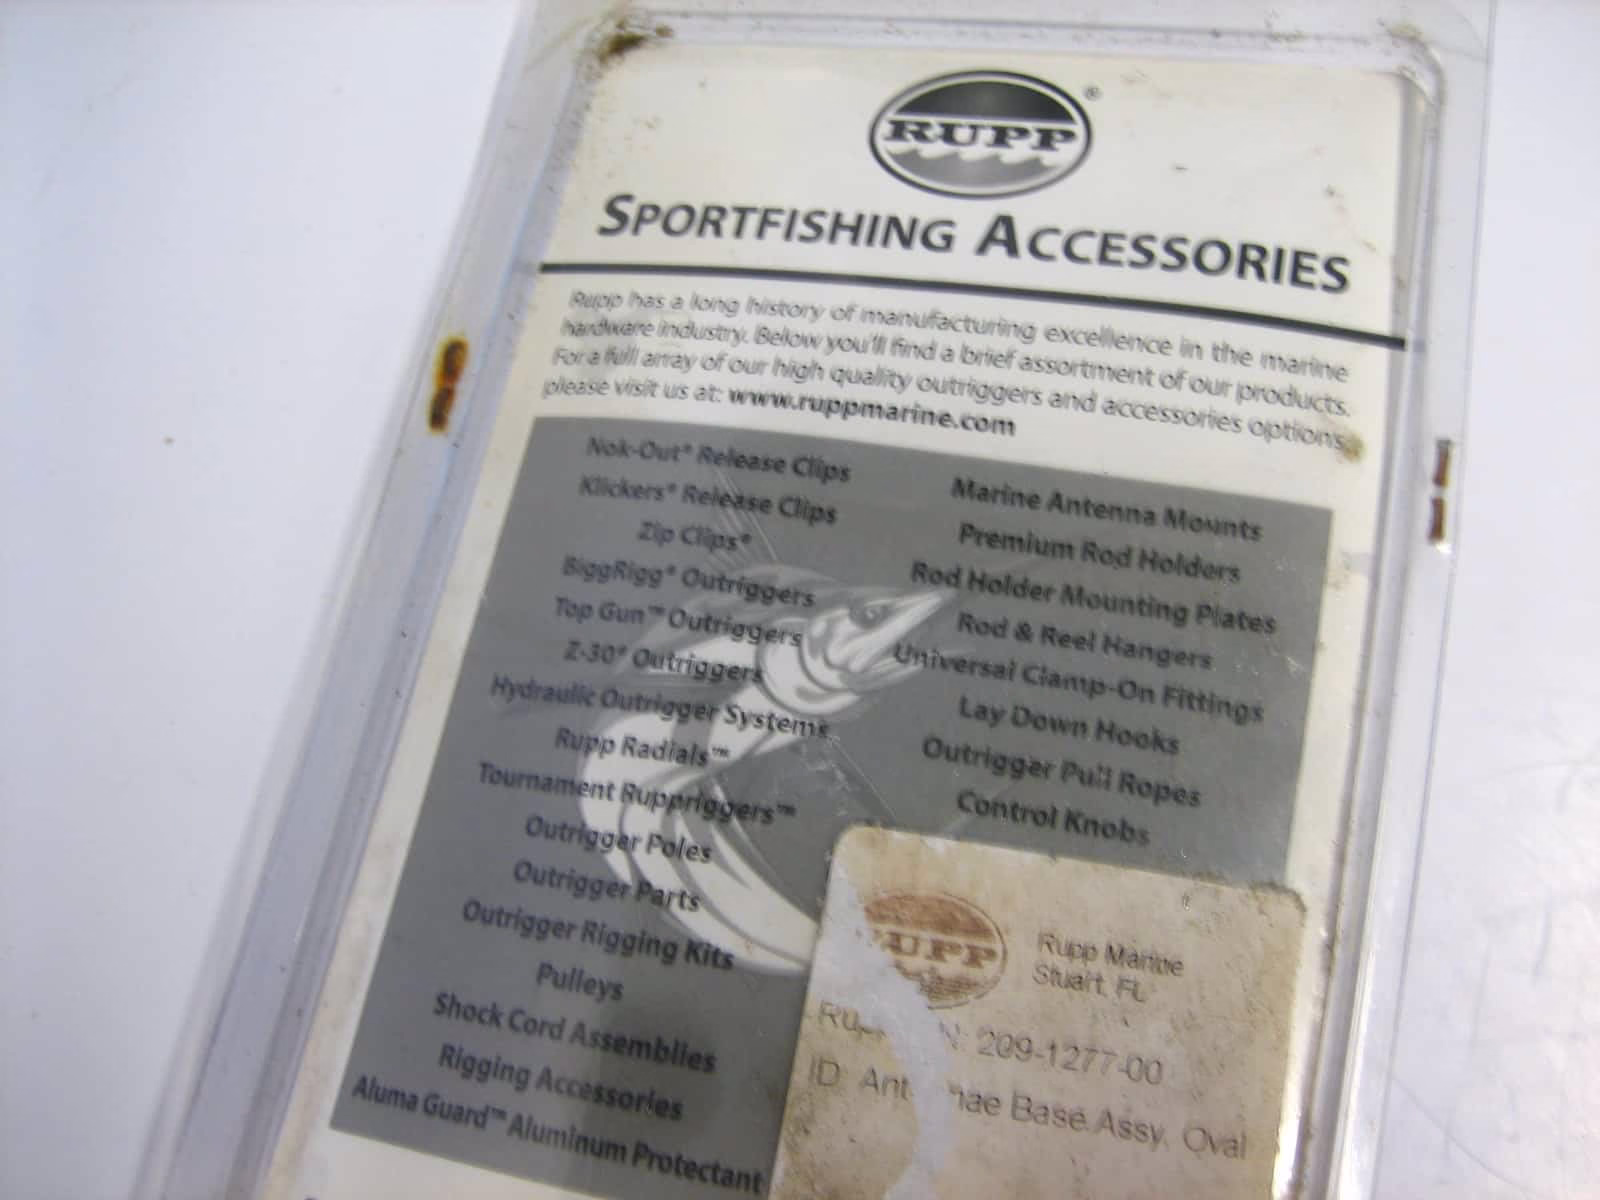 RUPP®
SPORTFISHING ACCESSORIES
Rupp has a long history of manufacturing excellence in the marine
hardware industry. Below you'll find a brief assortment of our products.
For a full array of our high quality outriggers and accessories options,
please visit us at: www.ruppmarine.com
Nok-Out® Release Clips
Klickers® Release Clips
Zip Clips®
BiggRigg® Outriggers
Top Gun™ Outriggers
Z-30® Outriggers
Hydraulic Outrigger Systems
Rupp Radials™
Tournament Ruppriggers™
Outrigger Poles
Outrigger Parts
Outrigger Rigging Kits
Pulleys
Shock Cord Assemblies
Rigging Accessories
Aluma Guard™ Aluminum Protectant
Marine Antenna Mounts
Premium Rod Holders
Rod Holder Mounting Plates
Rod & Reel Hangers
Universal Clamp-On Fittings
Lay Down Hooks
Outrigger Pull Ropes
Control Knobs
RUPP
Rupp Marine
Stuart, FL
209-1277-00
ID Base Assy, Oval